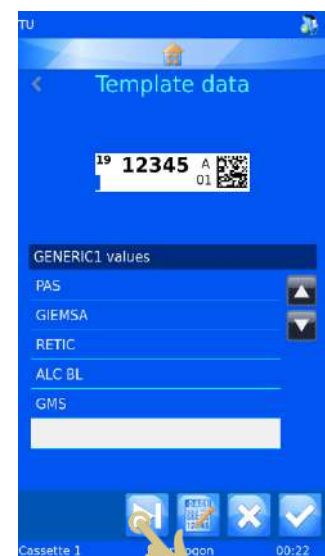 TU
Template data
19 12345 A
01
GENERIC1 values
PAS
GIEMSA
RETIC
ALC BL
GMS
Cassette 1 00:22